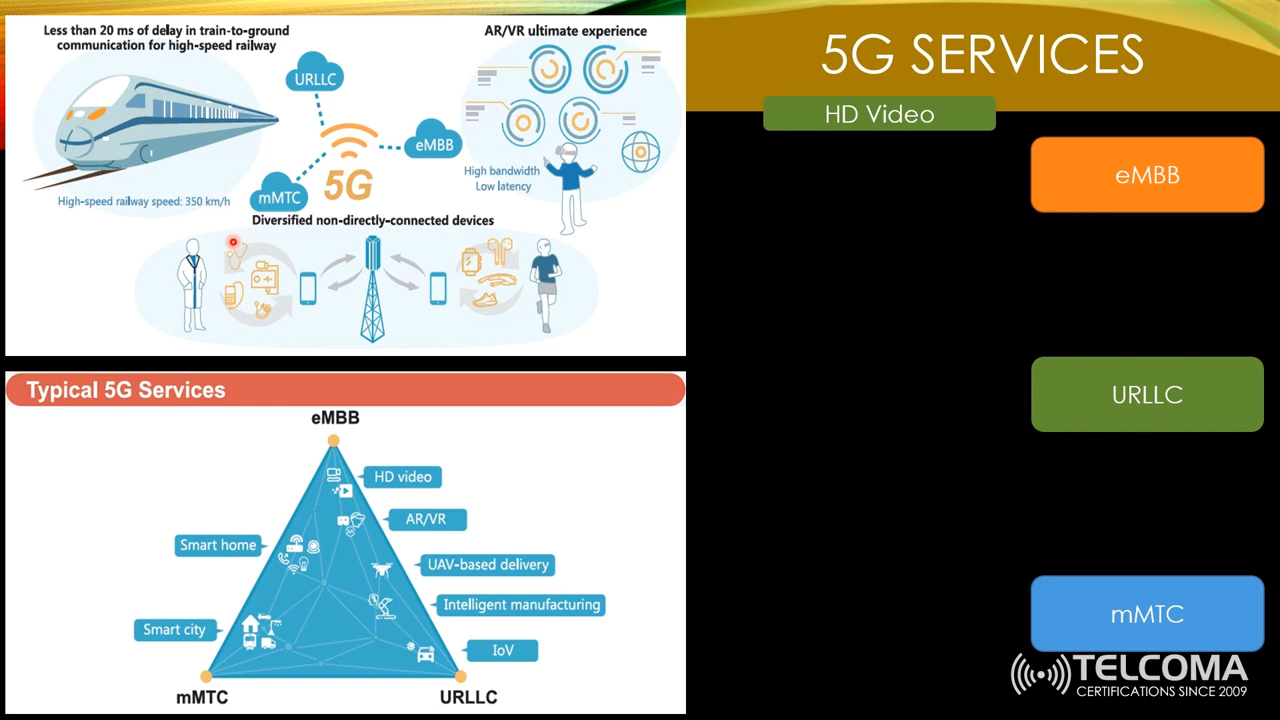 Less than 20 ms of delay in train-to-ground
communication for high-speed railway
URLLC
eMBB
mMTC
5G
AR/VR ultimate experience
High bandwidth
Low latency
High-speed railway speed: 350 km/h
Diversified non-directly-connected devices
Typical 5G Services
eMBB
HD video
AR/VR
Smart home
UAV-based delivery
Intelligent manufacturing
Smart city
IoV
mMTC
URLLC
5G SERVICES
HD Video
eMBB
URLLC
mMTC
TELCOMA
CERTIFICATIONS SINCE 2009